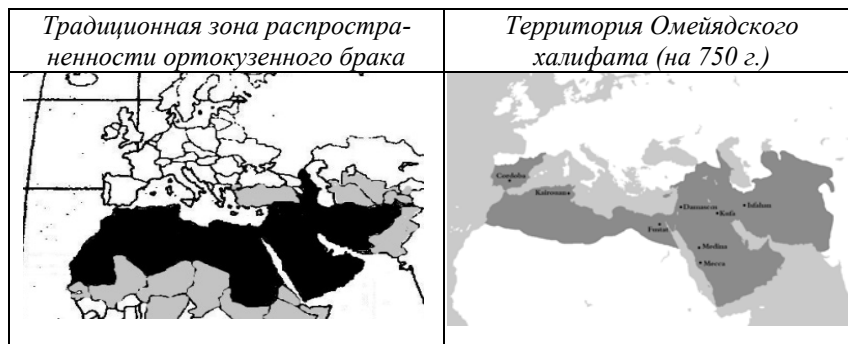 Традиционная зона распростра-
ненности ортокузенного брака
Территория Омейядского
халифата (на 750 г.)
Cordoba
Kairouan
Damascus
Isfahan
Kufa
Fustat
Medina
Mecca